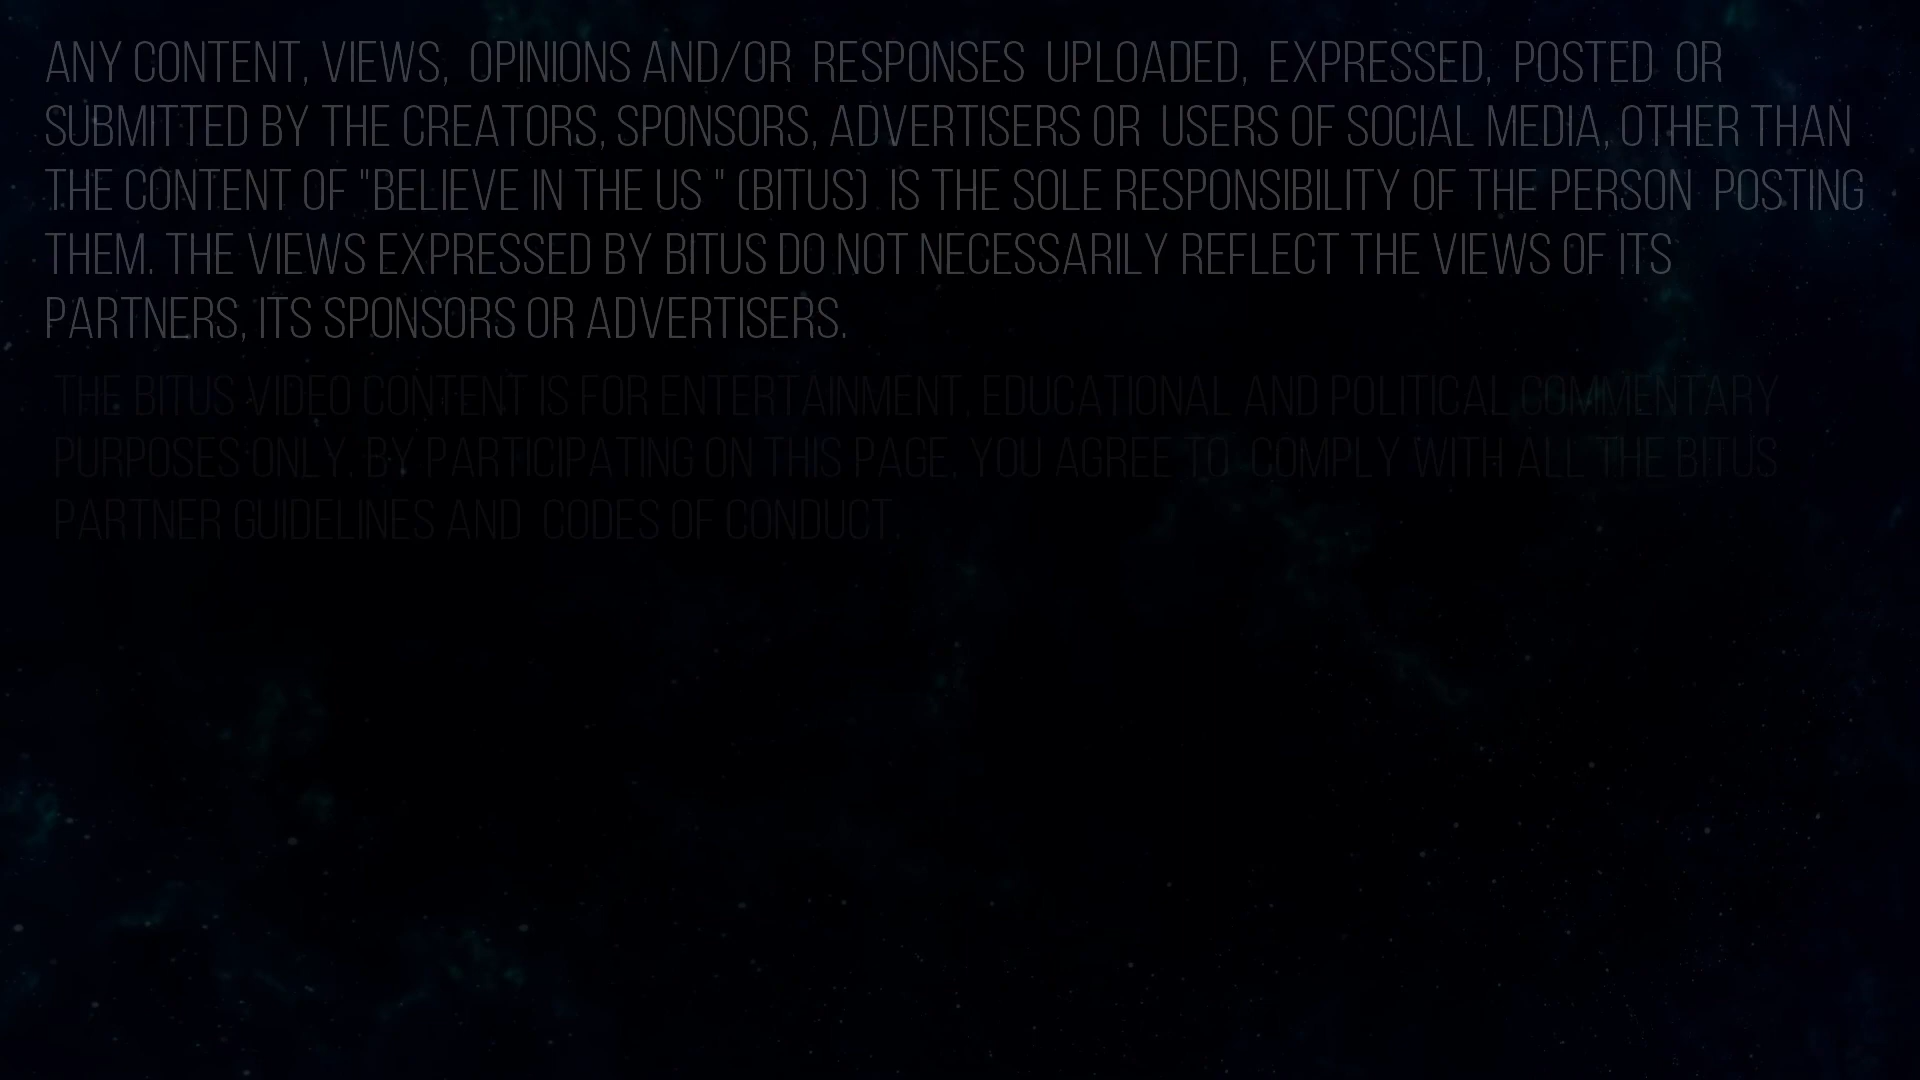 ANY CONTENT, VIEWS, OPINIONS AND/OR RESPONSES UPLOADED, EXPRESSED, POSTED OR
SUBMITTED BY THE CREATORS, SPONSORS, ADVERTISERS OR USERS OF SOCIAL MEDIA, OTHER THAN
THE CONTENT OF "BELIEVE IN THE US " (BITUS) IS THE SOLE RESPONSIBILITY OF THE PERSON POSTING
THEM. THE VIEWS EXPRESSED BY BITUS DO NOT NECESSARILY REFLECT THE VIEWS OF ITS
PARTNERS, ITS SPONSORS OR ADVERTISERS.
THE BITUS VIDEO CONTENT IS FOR ENTERTAINMENT, EDUCATIONAL AND POLITICAL COMMENTARY
PURPOSES ONLY. BY PARTICIPATING ON THIS PAGE, YOU AGREE TO COMPLY WITH ALL THE BITUS
PARTNER GUIDELINES AND CODES OF CONDUCT.